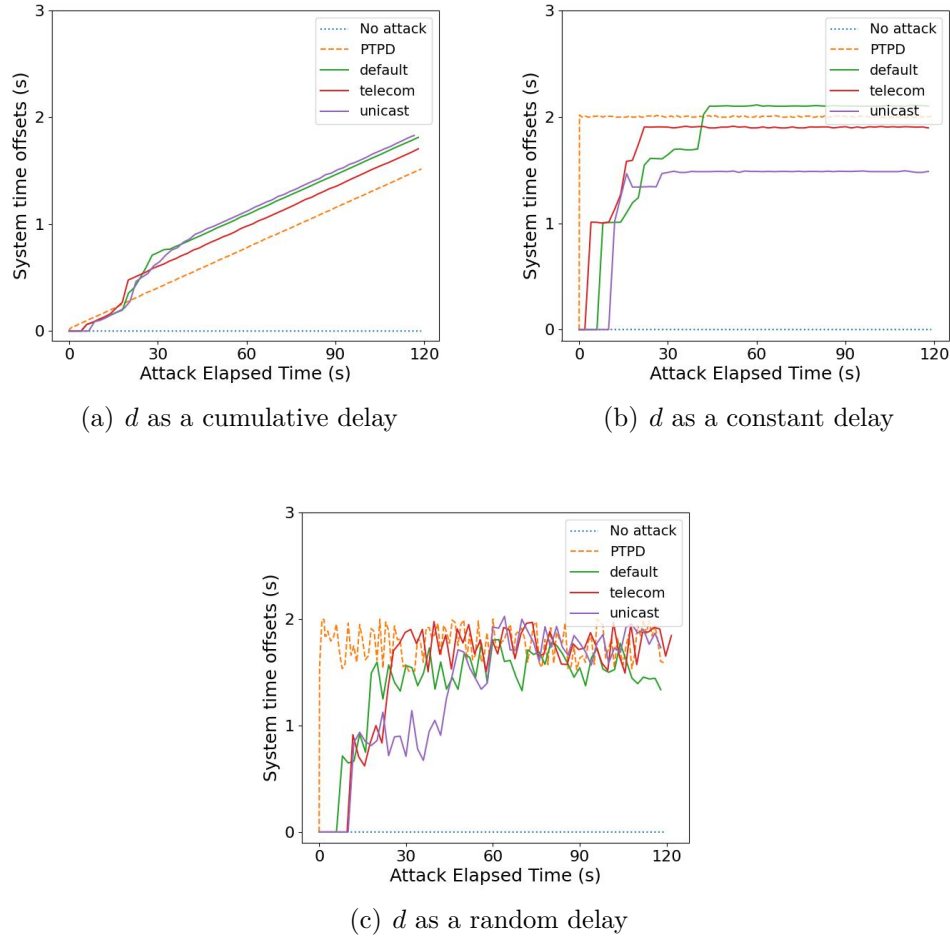 3
2
1
0
System time offsets (s)
No attack
PTPD
default
telecom
unicast
0 30 60 90 120
Attack Elapsed Time (s)
(a) d as a cumulative delay
3
2
1
0
System time offsets (s)
No attack
PTPD
default
telecom
unicast
0 30 60 90 120
Attack Elapsed Time (s)
(b) d as a constant delay
3
2
1
0
System time offsets (s)
No attack
PTPD
default
telecom
unicast
0 30 60 90 120
Attack Elapsed Time (s)
(c) d as a random delay